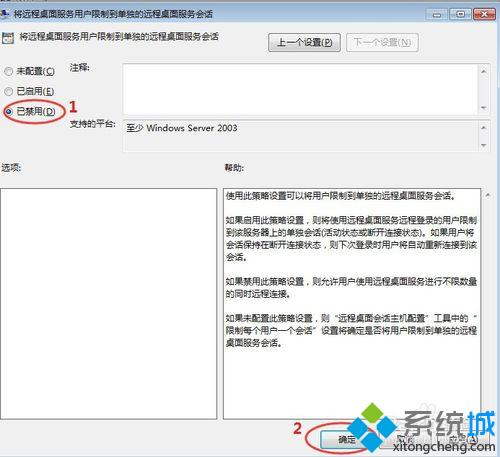 将远程桌面服务用户限制到单独的远程桌面服务会话
将远程桌面服务用户限制到单独的远程桌面服务会话
上一个设置(P)
下一个设置(N)
未配置(C)
注释:
已启用(E)
已禁用(D)
1
支持的平台:
至少 Windows Server 2003
选项:
帮助:
使用此策略设置可以将用户限制到单独的远程桌面服务会话。
如果启用此策略设置，则将使用远程桌面服务远程登录的用户限制
到该服务器上的单独会话(活动状态或断开连接状态)。如果用户将
会话保持在断开连接状态，则下次登录时用户将自动重新连接到该
会话。
如果禁用此策略设置，则允许用户使用远程桌面服务进行不限数量
的同时远程连接。
如果未配置此策略设置，则“远程桌面会话主机配置”工具中的“
限制每个用户一个会话”设置将确定是否将用户限制到单独的远程
桌面服务会话。
2
确定
系统城
xitongcheng.com